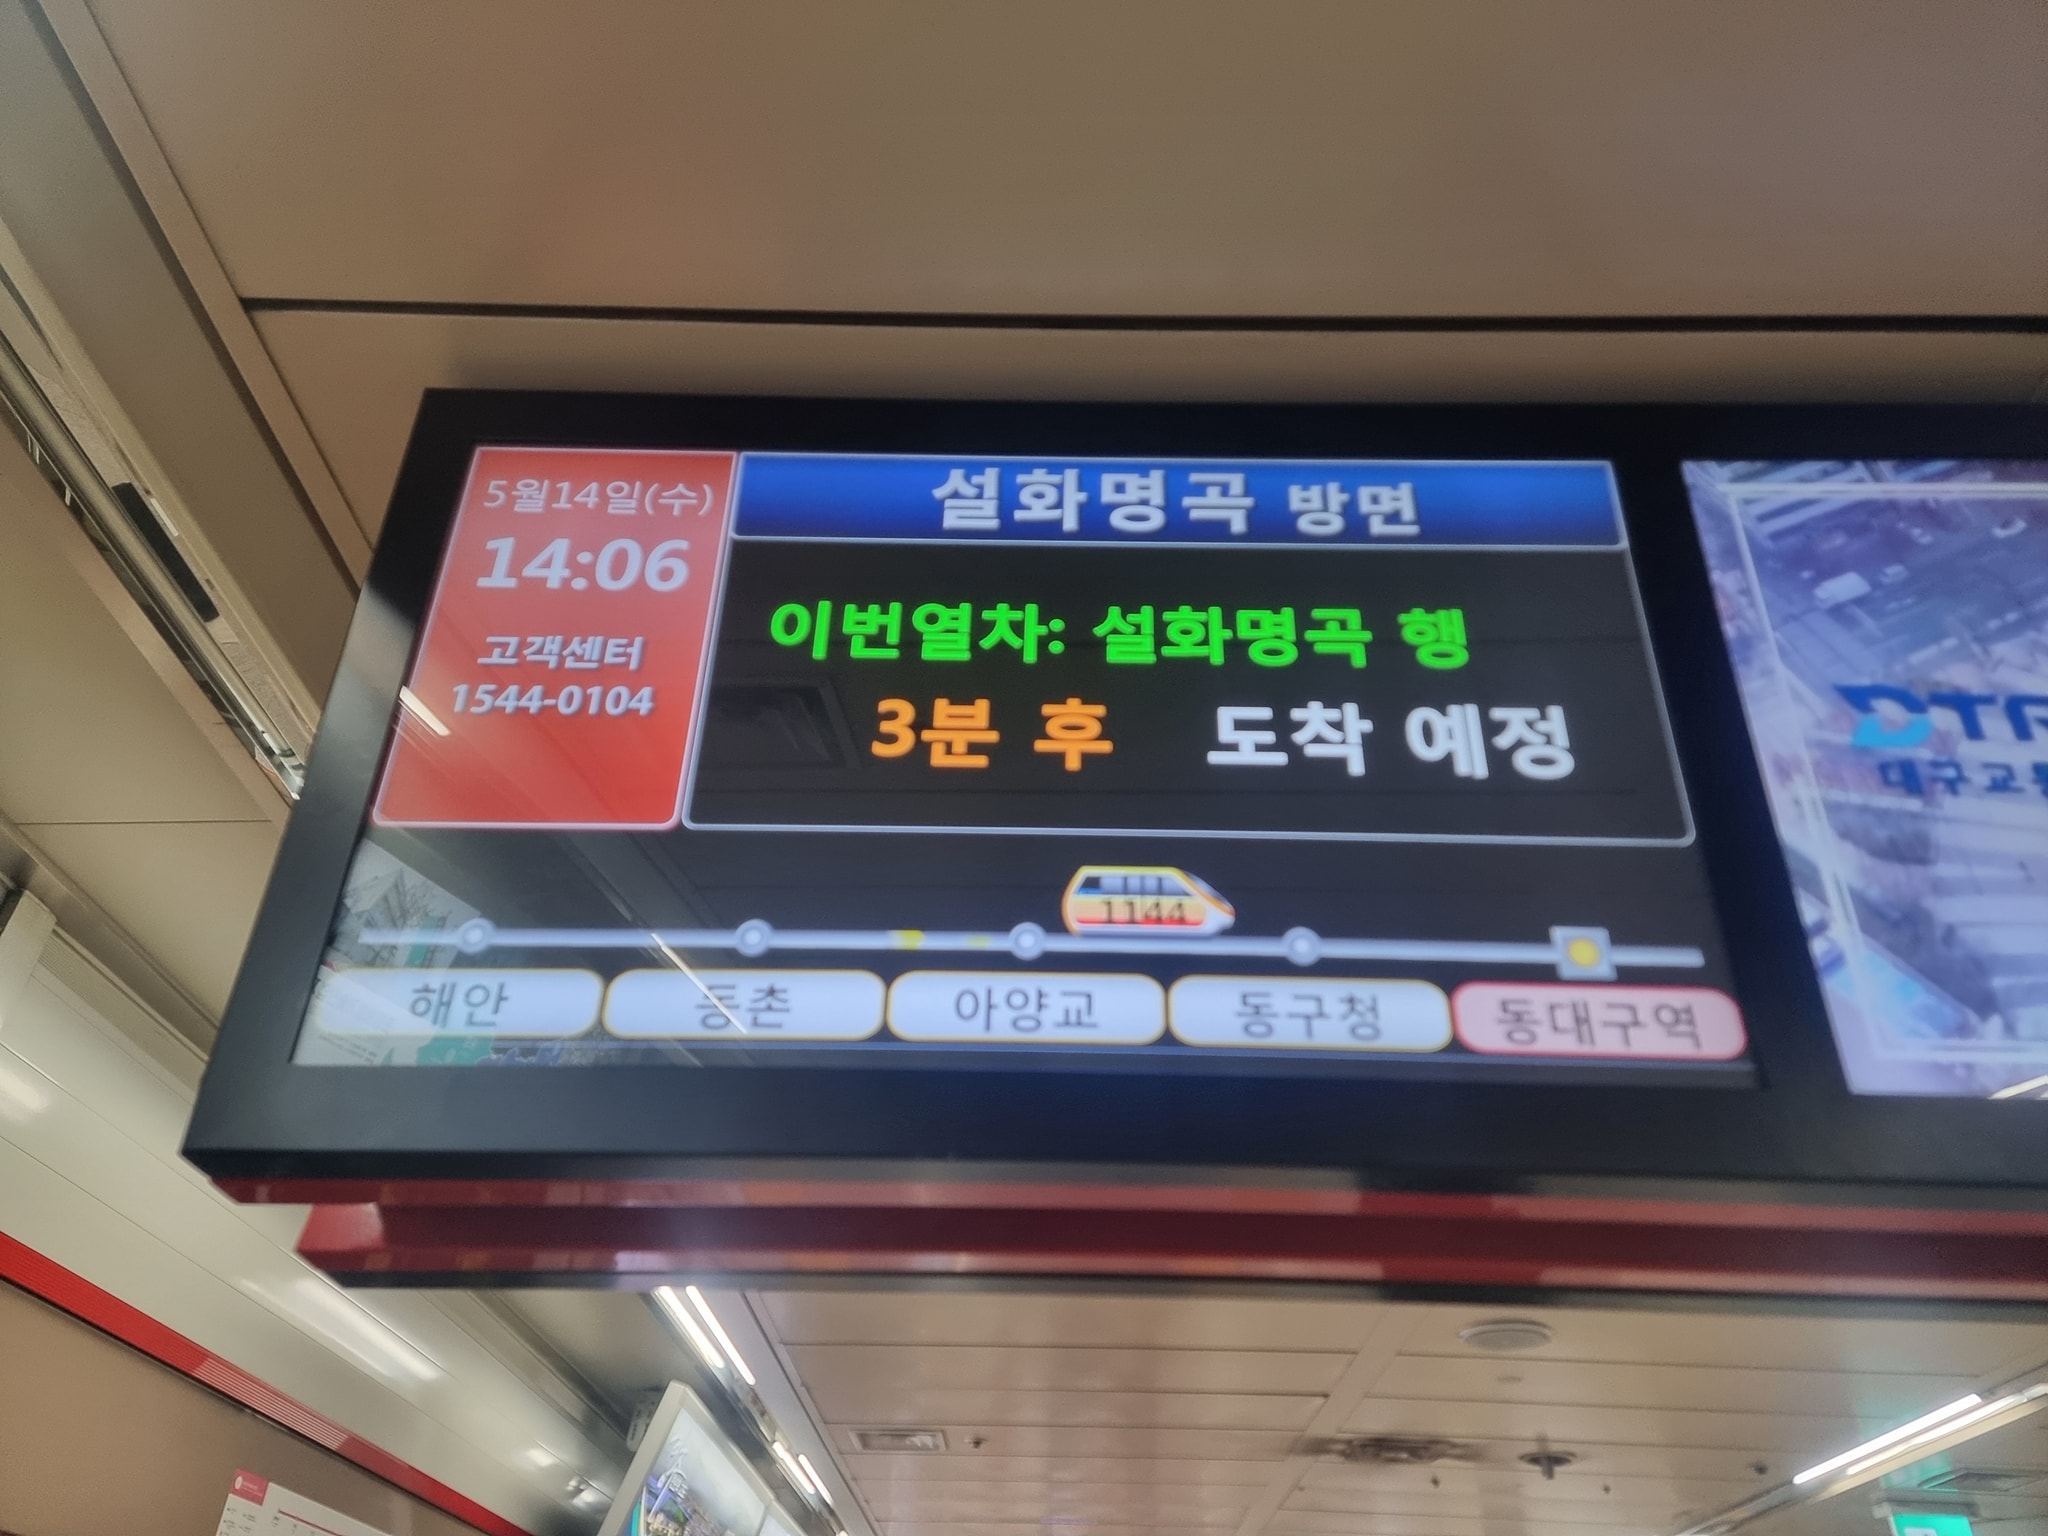 5월14일(수)
14:06
고객센터
1544-0104
설화명곡 방면
이번열차: 설화명곡 행
3분 후 도착 예정
1144
해안 동촌 아양교 동구청 동대구역